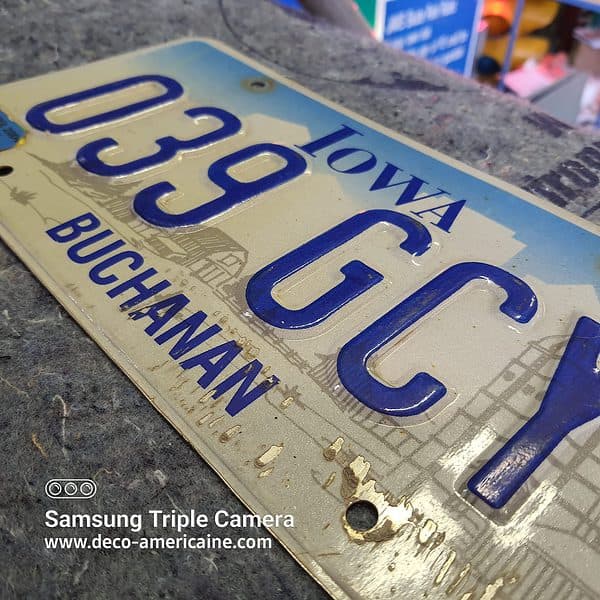 IOWA
039 GCY
BUCHANAN
Samsung Triple Camera
www.deco-americaine.com